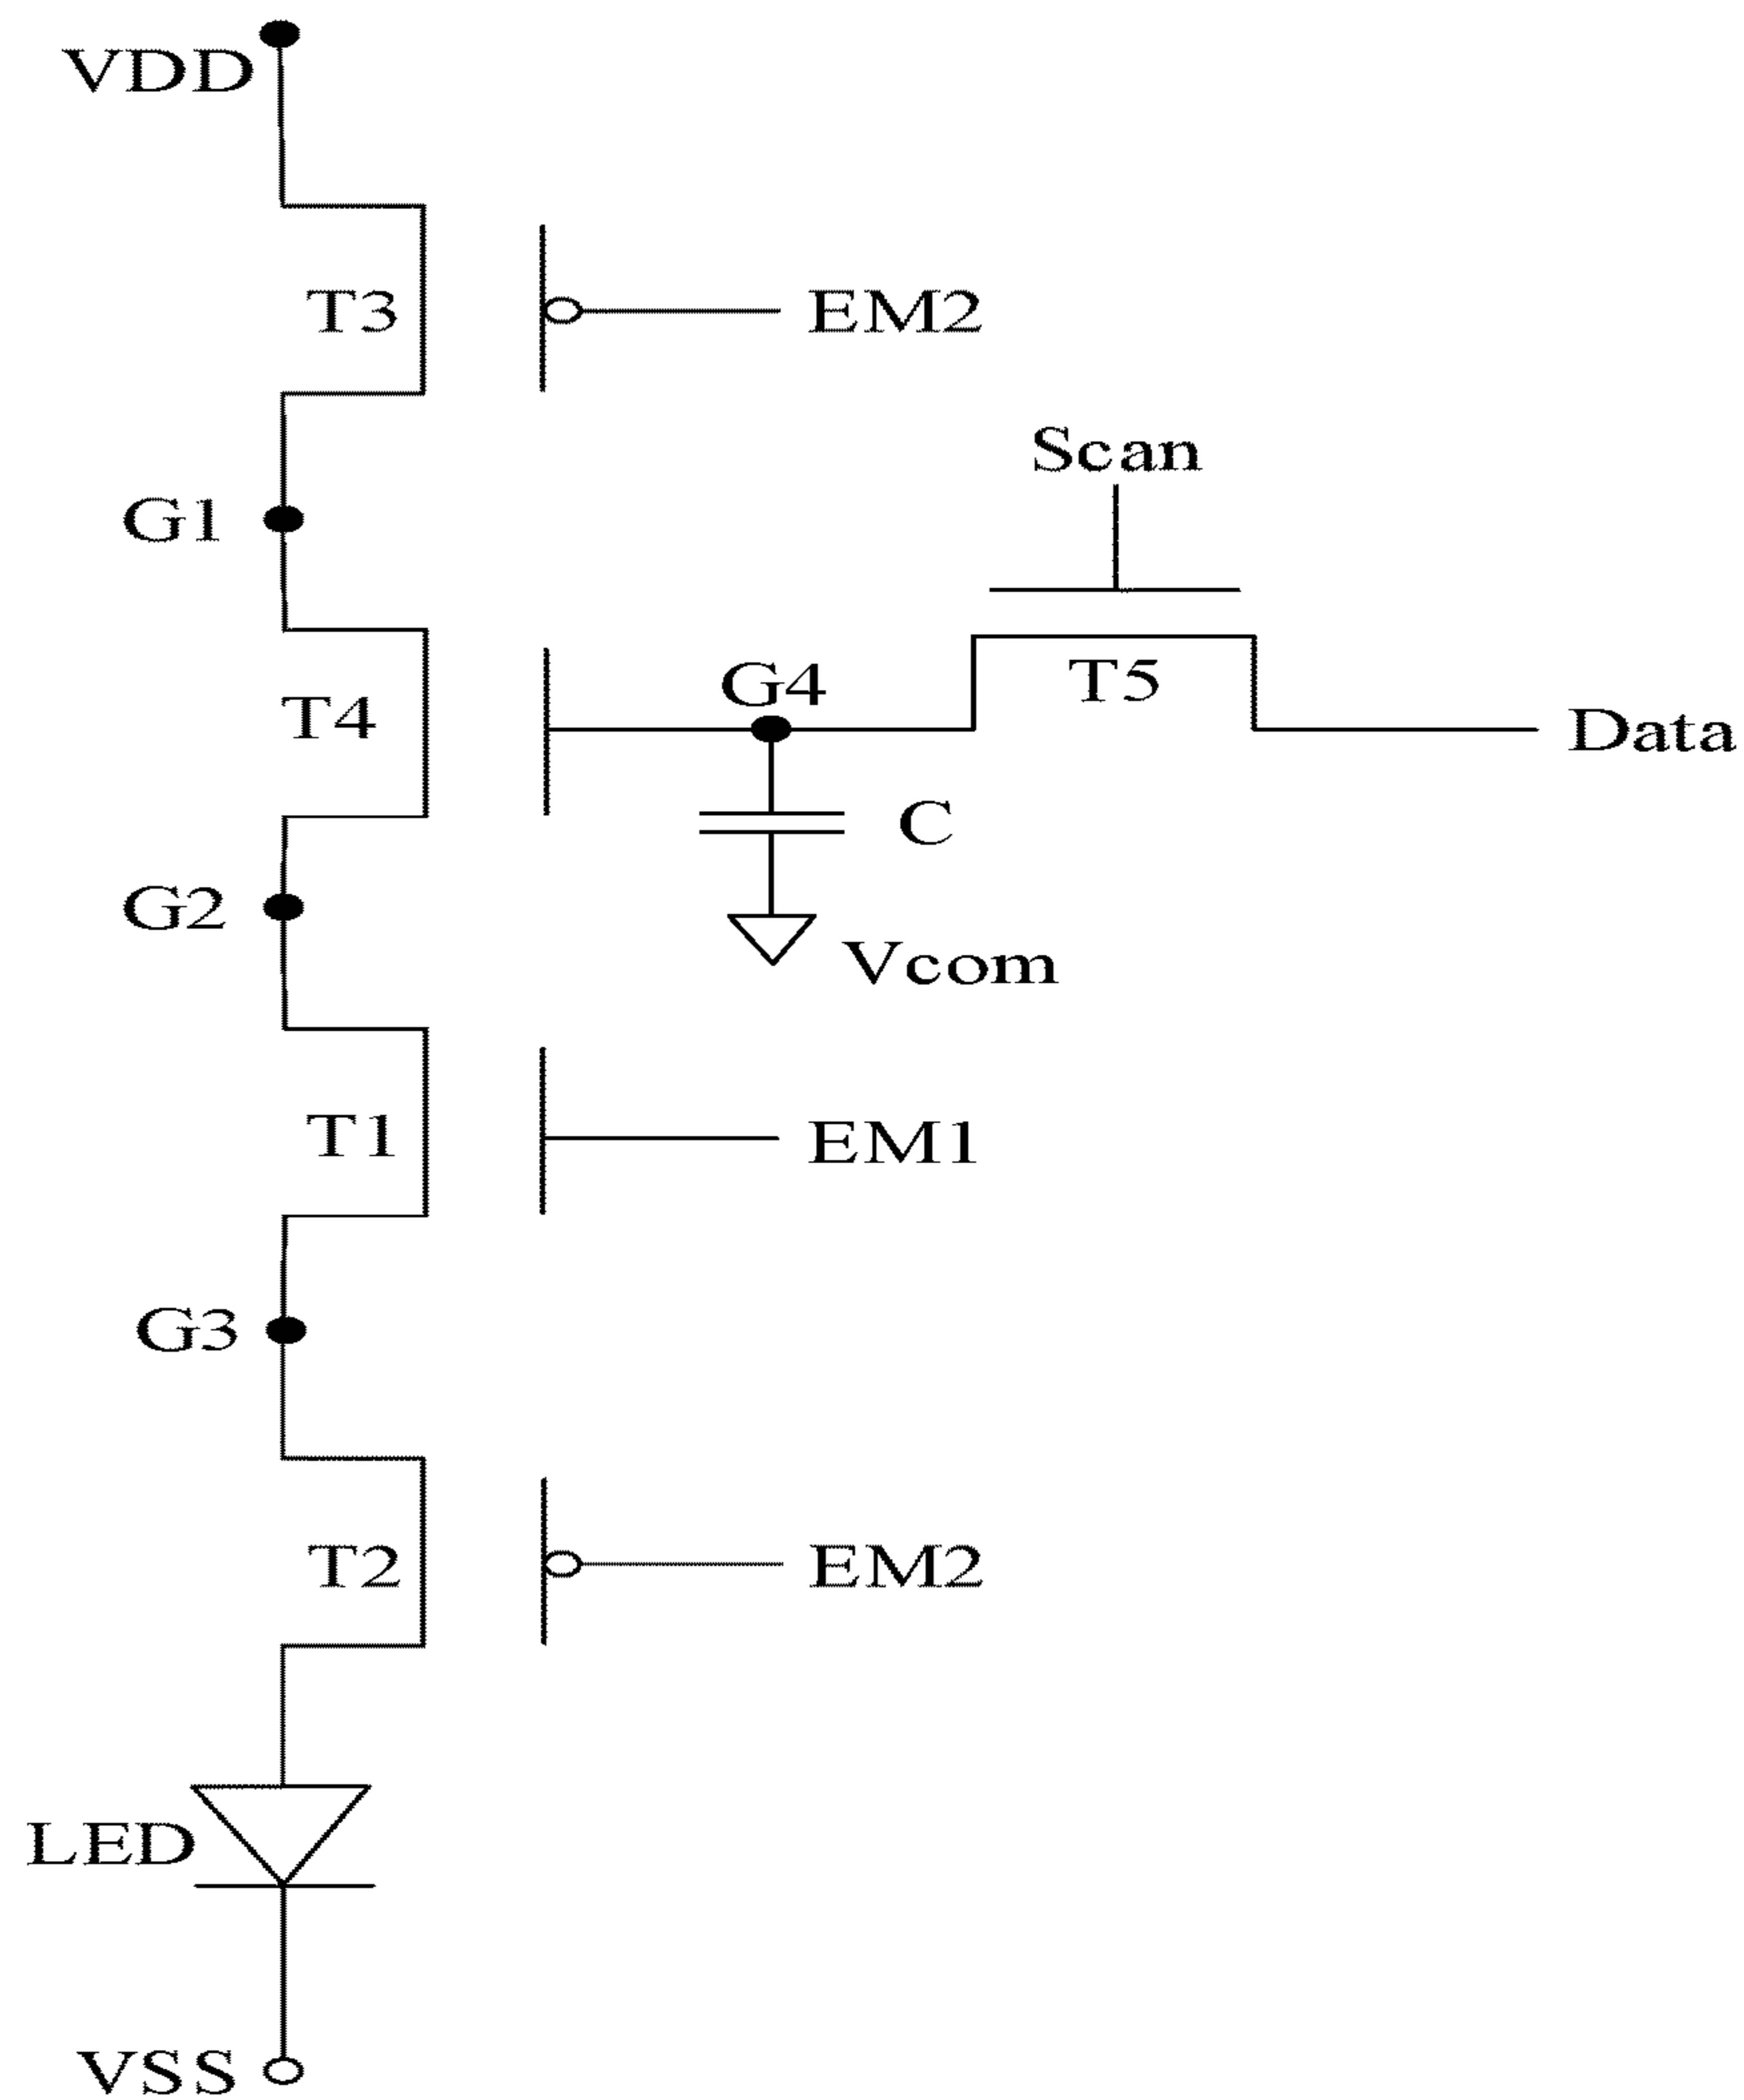 VDD
T3
EM2
Scan
G1
G4
T5
T4
Data
C
G2
Vcom
T1
EM1
G3
T2
EM2
LED
VSS